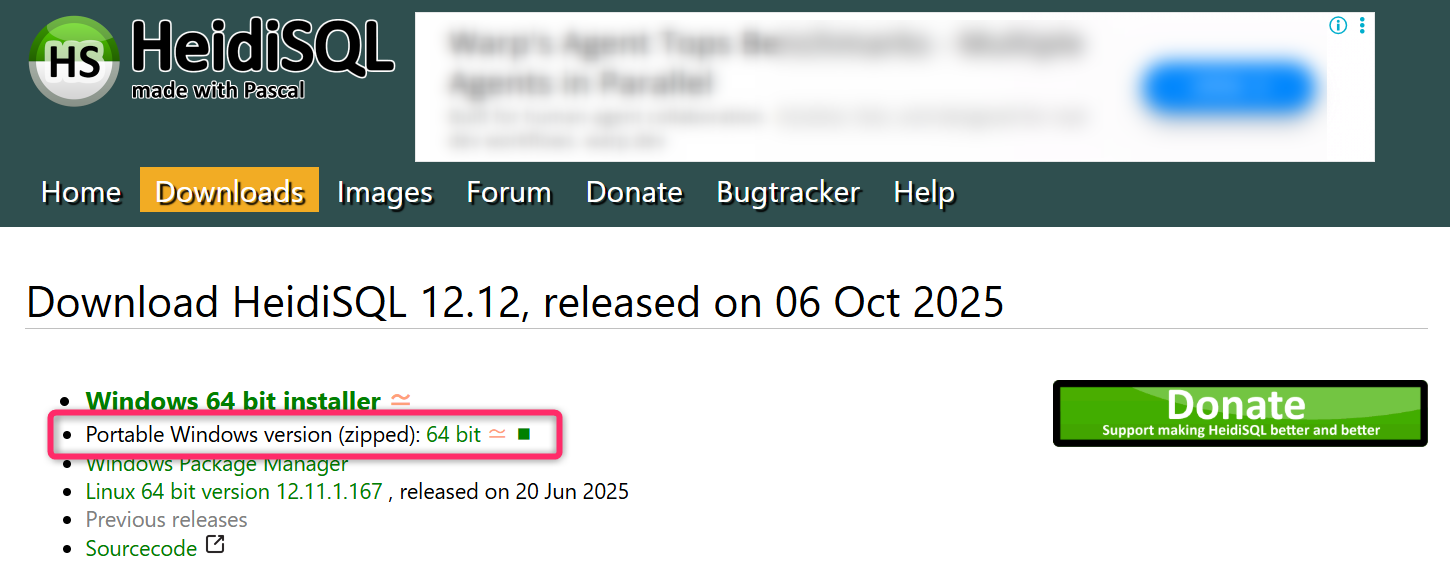 HS
HeidiSQL
made with Pascal
Warp's Agent Tops Benchmarks - Multiple
Agents in Parallel
Home Downloads Images Forum Donate Bugtracker Help
Download HeidiSQL 12.12, released on 06 Oct 2025
Windows 64 bit installer ≃
Portable Windows version (zipped): 64 bit ≃ ■
Windows Package Manager
Linux 64 bit version 12.11.1.167 , released on 20 Jun 2025
Previous releases
Sourcecode
Donate
Support making HeidiSQL better and better